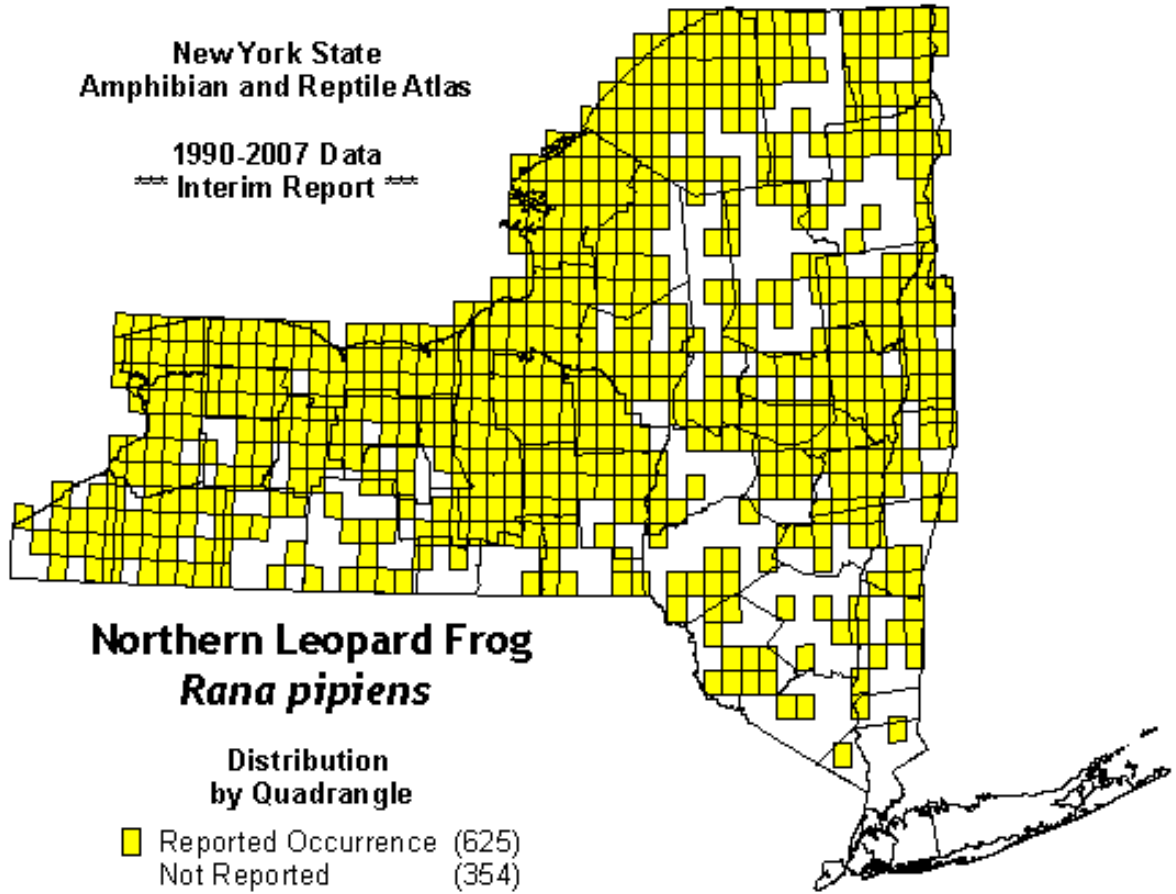 New York State
Amphibian and Reptile Atlas
1990-2007 Data
*** Interim Report ***
Northern Leopard Frog
Rana pipiens
Distribution
by Quadrangle
Reported Occurrence (625)
Not Reported (354)